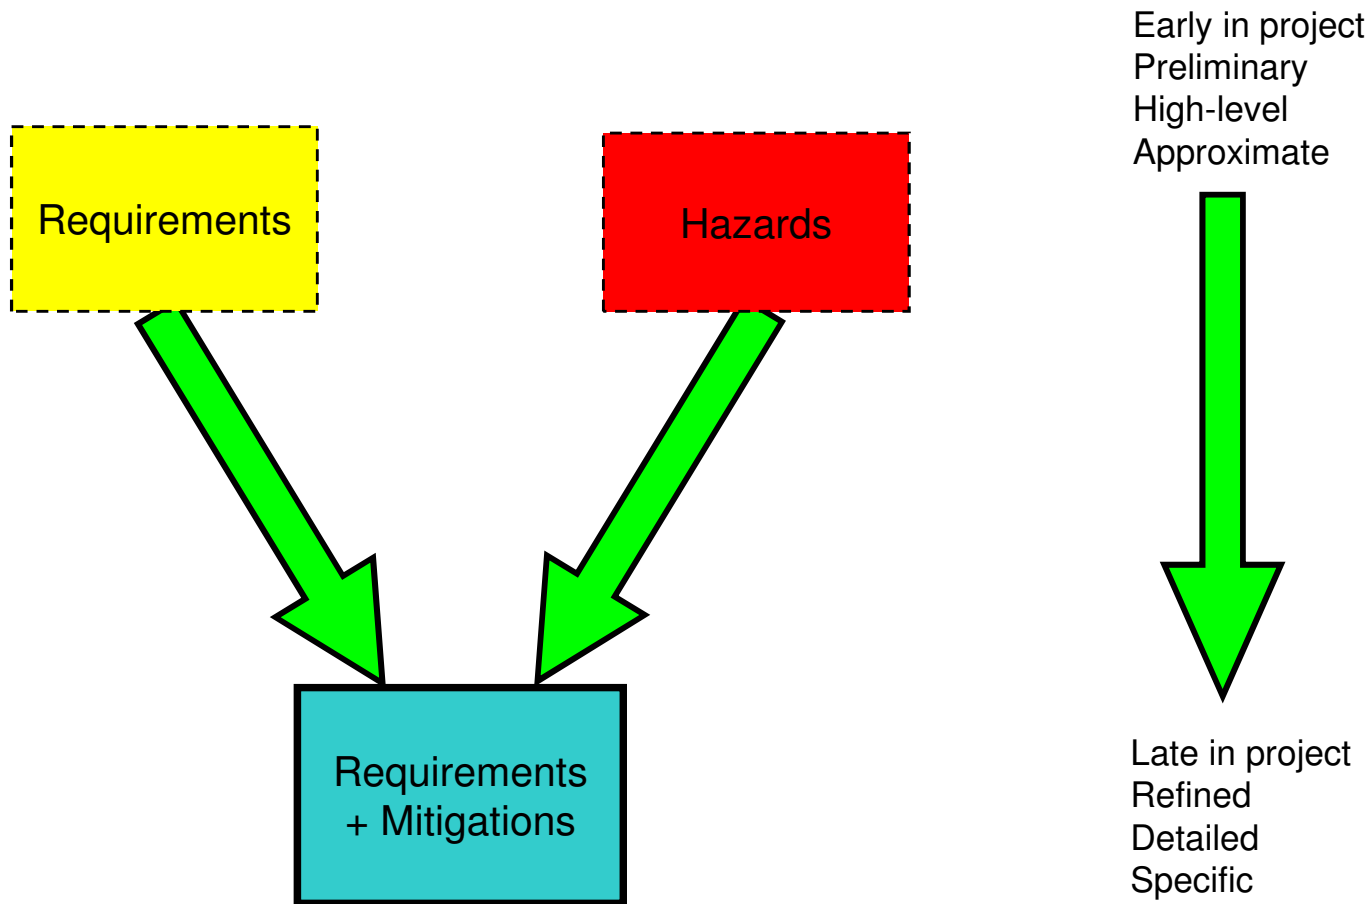 Early in project
Preliminary
High-level
Approximate
Requirements
Hazards
Requirements
+ Mitigations
Late in project
Refined
Detailed
Specific